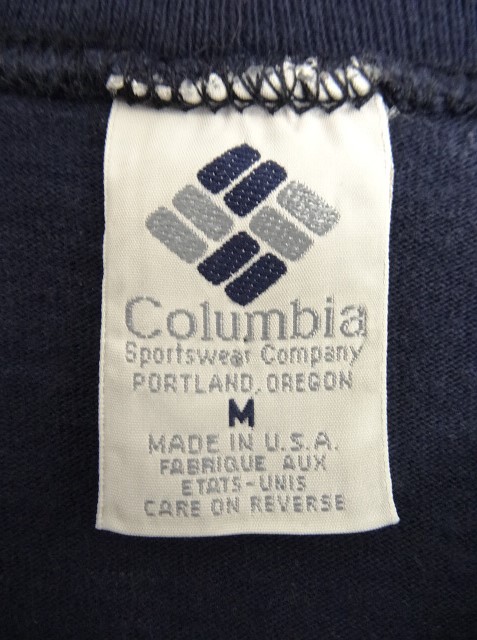 Columbia
Sportswear Company
PORTLAND, OREGON
M
MADE IN U.S.A.
FABRIQUE AUX
ETATS-UNIS
CARE ON REVERSE